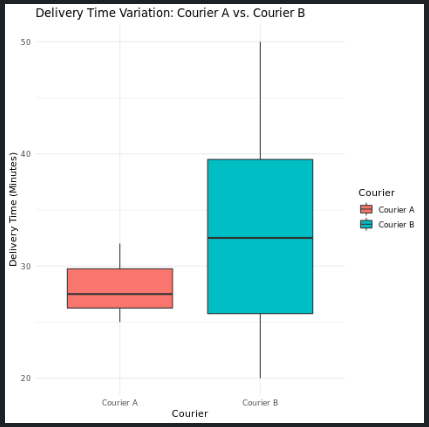 Delivery Time Variation: Courier A vs. Courier B
50
40
30
20
Delivery Time (Minutes)
Courier A
Courier B
Courier
Courier
Courier A
Courier B